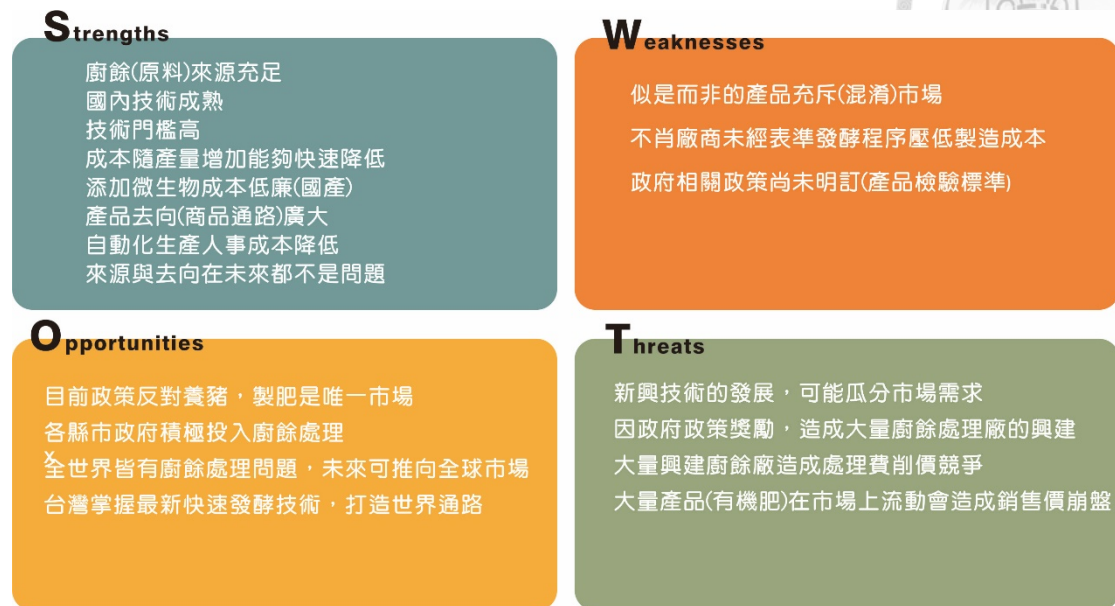 Strengths
廚餘(原料)來源充足
國內技術成熟
技術門檻高
成本隨產量增加能夠快速降低
添加微生物成本低廉(國產)
產品去向(商品通路)廣大
自動化生產人事成本降低
來源與去向在未來都不是問題
Weaknesses
似是而非的產品充斥(混淆)市場
不肖廠商未經表準發酵程序壓低製造成本
政府相關政策尚未明訂(產品檢驗標準)
Opportunities
目前政策反對養豬，製肥是唯一市場
各縣市政府積極投入廚餘處理
x
全世界皆有廚餘處理問題，未來可推向全球市場
台灣掌握最新快速發酵技術，打造世界通路
Threats
新興技術的發展，可能瓜分市場需求
因政府政策獎勵，造成大量廚餘處理廠的興建
大量興建廚餘廠造成處理費削價競爭
大量產品(有機肥)在市場上流動會造成銷售價崩盤